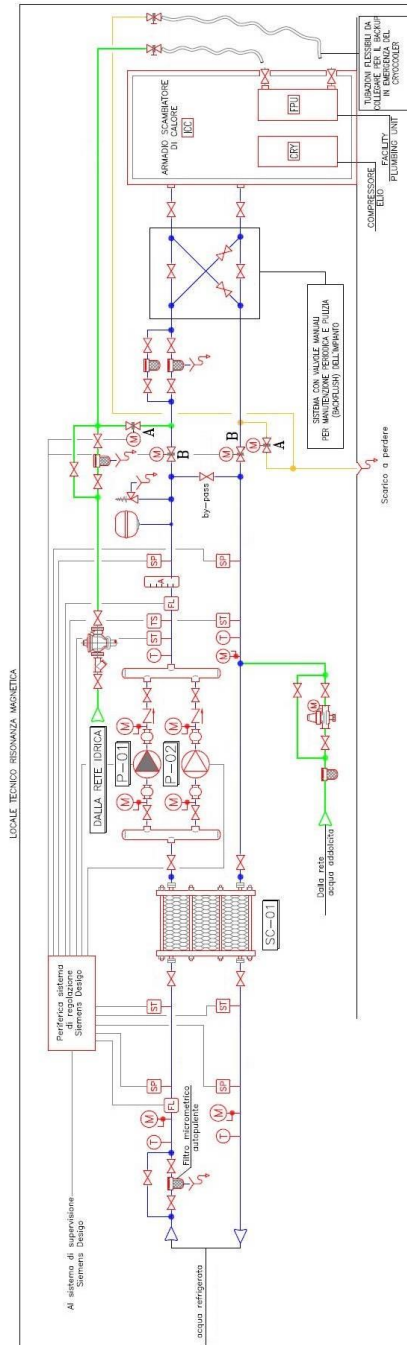 LOCALE TECNICO RISONANZA MAGNETICA
Al sistema di supervisione
Siemens Desigo
Periferica sistema
di regolazione
Siemens Desigo
acqua refrigerata
Filtro micrometrico
autopulente
T
M
FL
SP
ST
T
M
SP
ST
SC-01
DALLA RETE IDRICA
P-01
P-02
M
M
M
M
T
ST
TS
FL
SP
M
T
ST
SP
Dalla rete
acqua addolcita
M
by-pass
M
A
M
B
M
B
M
A
Scarico a perdere
SISTEMA CON VALVOLE MANUALI
PER MANUTENZIONE PERIODICA E PULIZIA
(BACKFLUSH) DELL'IMPIANTO
ARMADIO SCAMBIATORE
DI CALORE
ICC
CRY
FPU
COMPRESSORE
ELIO
FACILITY
PLUMBING UNIT
TUBAZIONI FLESSIBILI DA
COLLEGARE PER IL BACKUP
IN EMERGENZA DEL
CRYOCOOLER